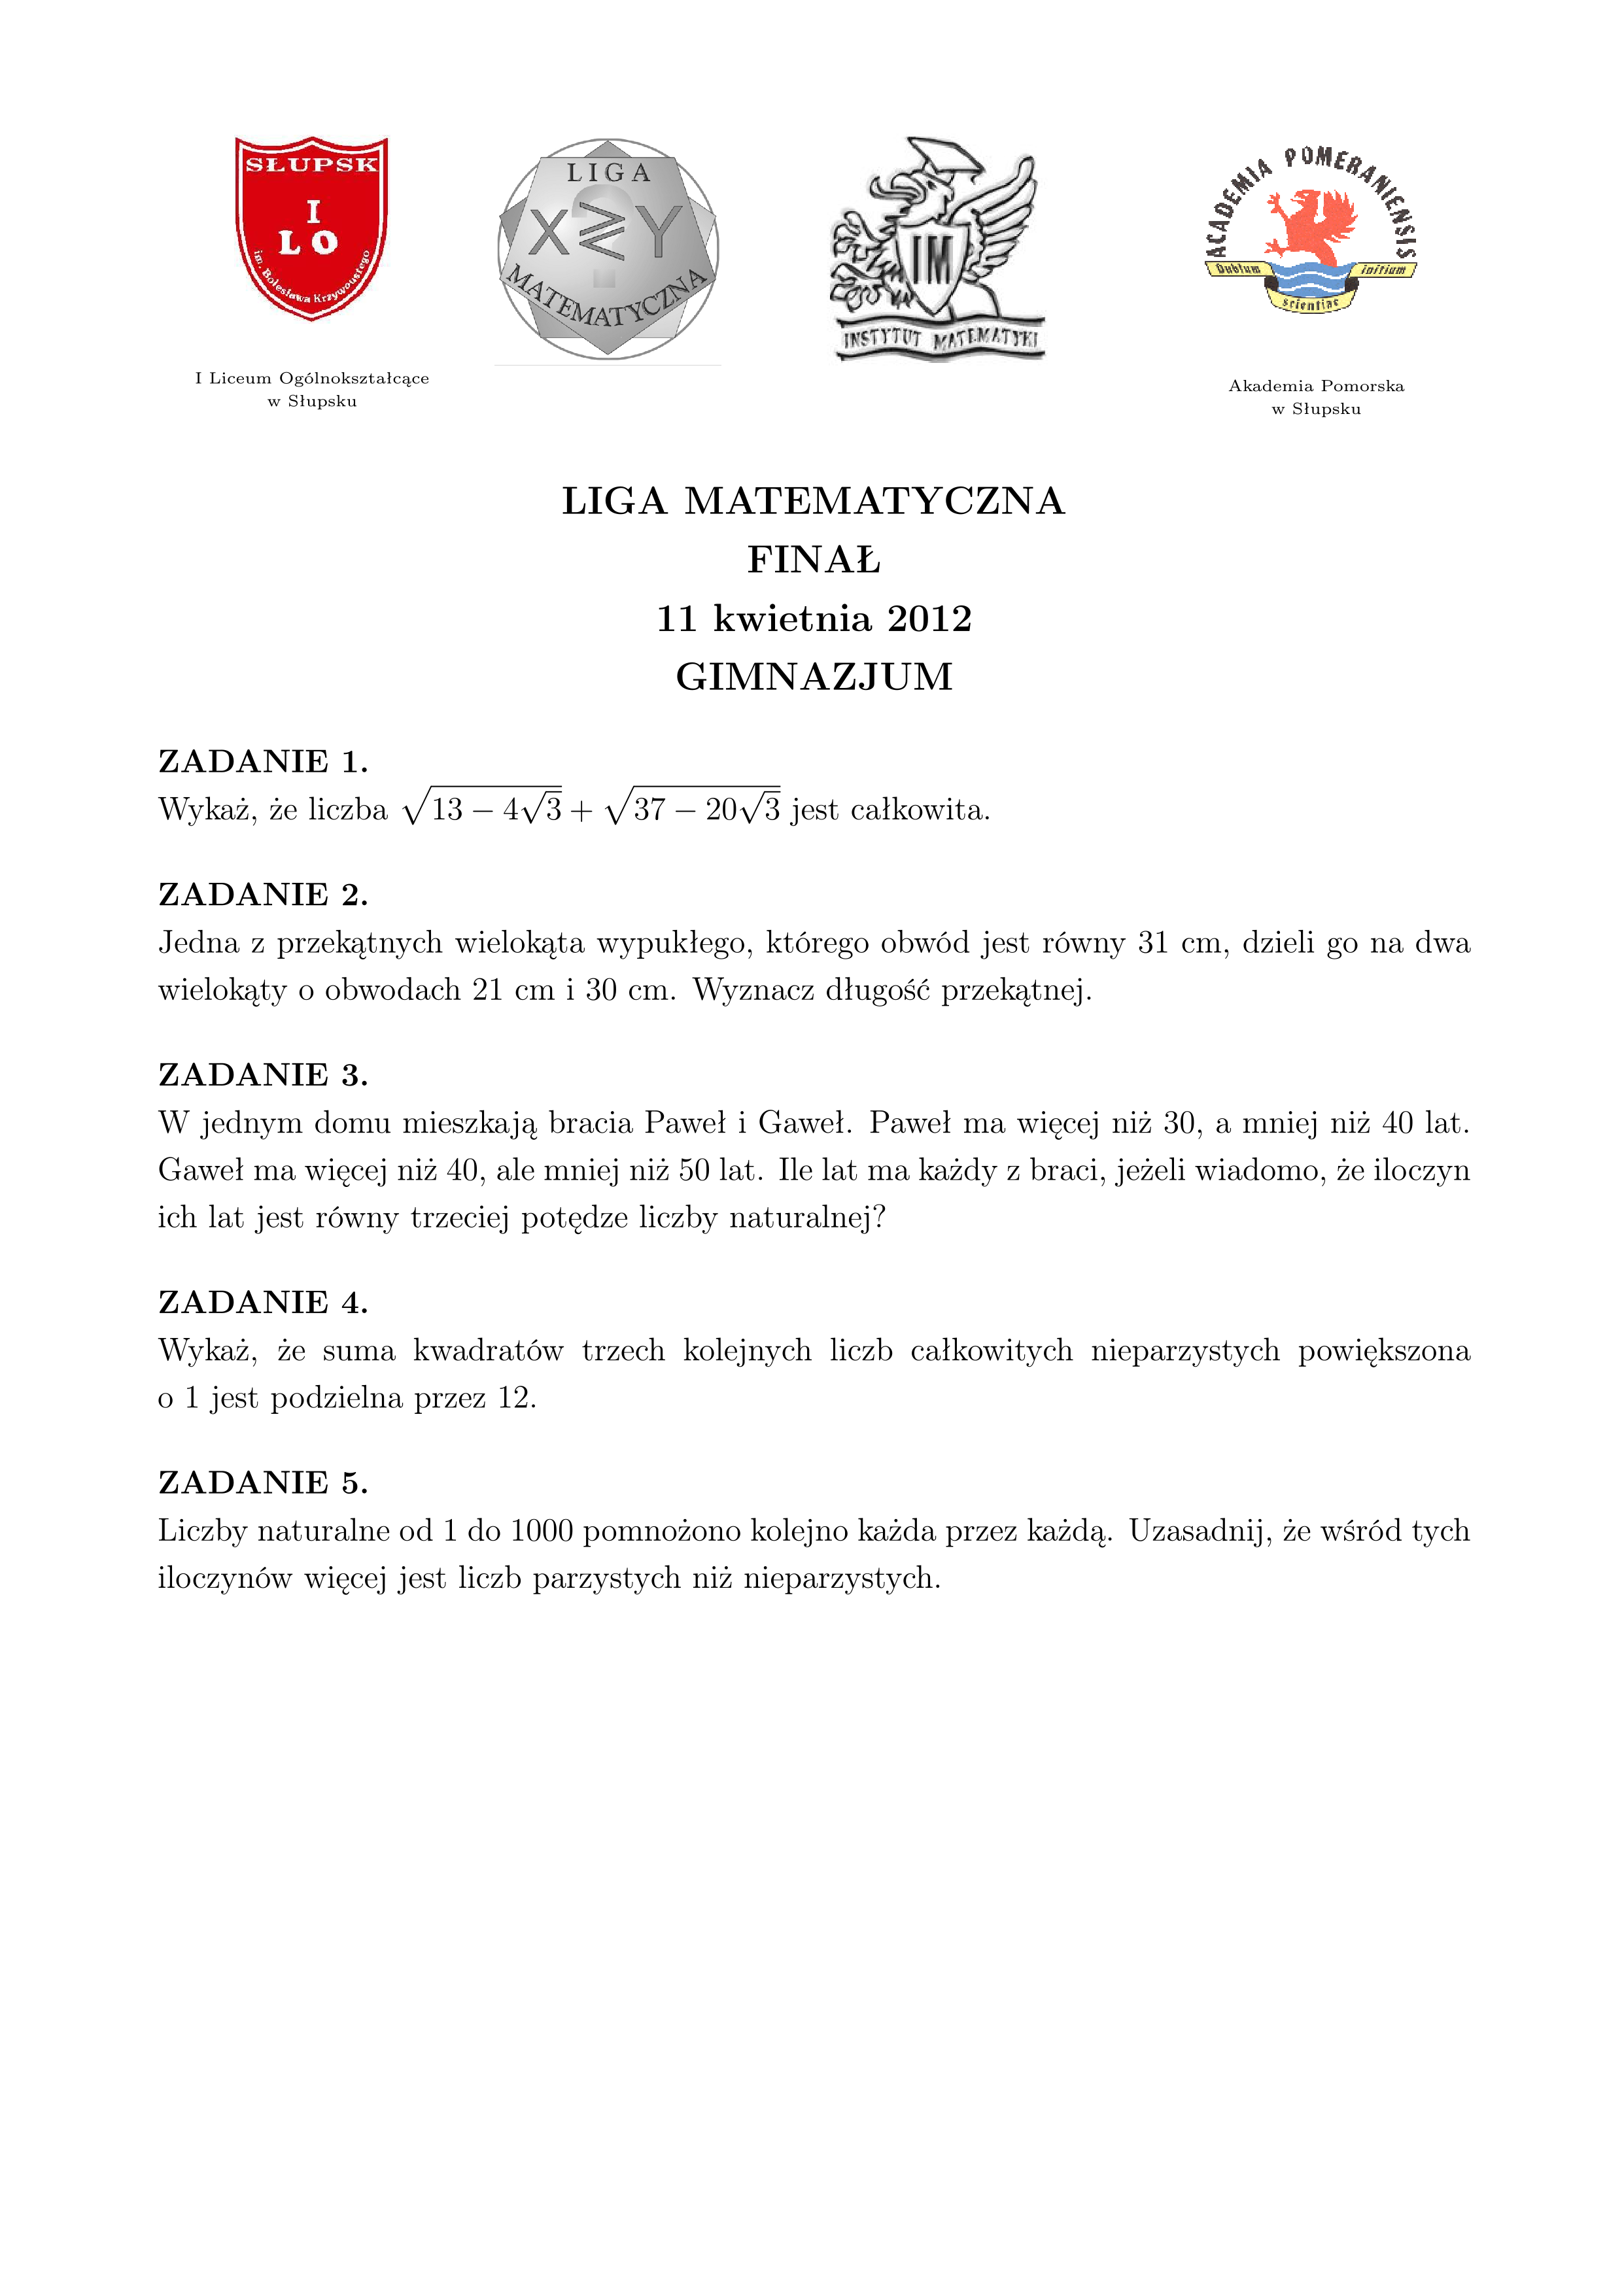 SŁUPSK
I
LO
im. Bolesława Krzywoustego
LIGA
X Y
MATEMATYCZNA
IM
INSTYTUT MATEMATYKI
ACADEMIA POMERANIENSIS
Dubium initium
scientiae
I Liceum Ogólnokształcące
w Słupsku
Akademia Pomorska
w Słupsku
LIGA MATEMATYCZNA
FINAŁ
11 kwietnia 2012
GIMNAZJUM
ZADANIE 1.
Wykaż, że liczba √(13 − 4√3) + √(37 − 20√3) jest całkowita.
ZADANIE 2.
Jedna z przekątnych wielokąta wypukłego, którego obwód jest równy 31 cm, dzieli go na dwa
wielokąty o obwodach 21 cm i 30 cm. Wyznacz długość przekątnej.
ZADANIE 3.
W jednym domu mieszkają bracia Paweł i Gaweł. Paweł ma więcej niż 30, a mniej niż 40 lat.
Gaweł ma więcej niż 40, ale mniej niż 50 lat. Ile lat ma każdy z braci, jeżeli wiadomo, że iloczyn
ich lat jest równy trzeciej potędze liczby naturalnej?
ZADANIE 4.
Wykaż, że suma kwadratów trzech kolejnych liczb całkowitych nieparzystych powiększona
o 1 jest podzielna przez 12.
ZADANIE 5.
Liczby naturalne od 1 do 1000 pomnożono kolejno każda przez każdą. Uzasadnij, że wśród tych
iloczynów więcej jest liczb parzystych niż nieparzystych.